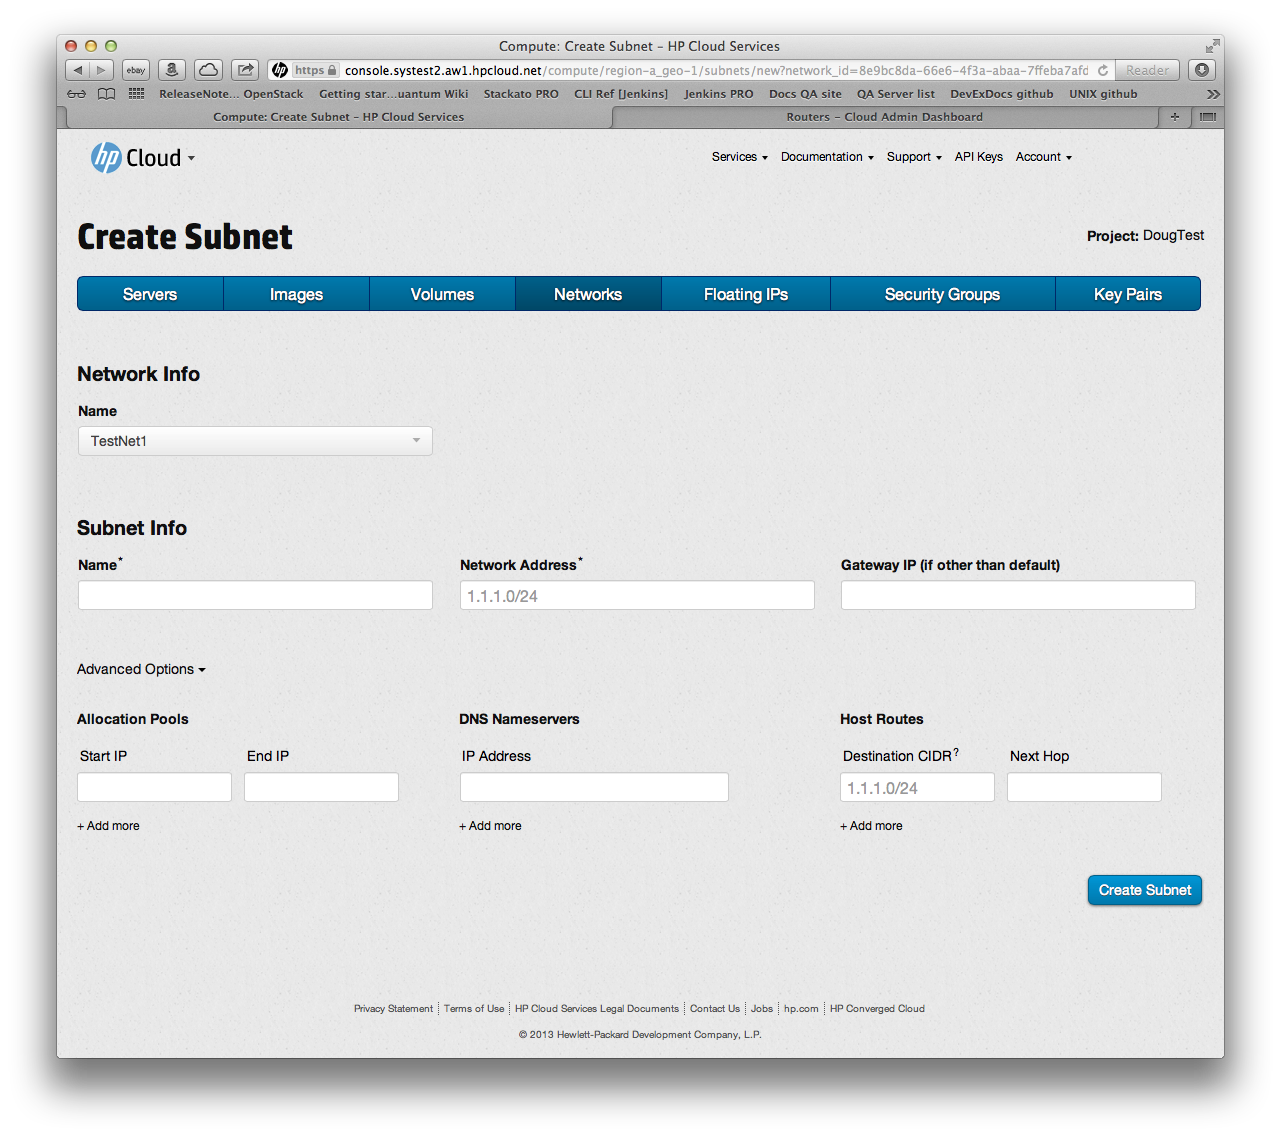 Compute: Create Subnet – HP Cloud Services
ebay a hp https console.systest2.aw1.hpcloud.net/compute/region-a_geo-1/subnets/new?network_id=8e9bc8da-66e6-4f3a-abaa-7ffeba7afd Reader
ReleaseNote... OpenStack Getting star...uantum Wiki Stackato PRO CLI Ref [Jenkins] Jenkins PRO Docs QA site QA Server list DevExDocs github UNIX github
Compute: Create Subnet – HP Cloud Services Routers – Cloud Admin Dashboard
hp Cloud Services Documentation Support API Keys Account
Create Subnet Project: DougTest
Servers Images Volumes Networks Floating IPs Security Groups Key Pairs
Network Info
Name
TestNet1
Subnet Info
Name* Network Address* Gateway IP (if other than default)
1.1.1.0/24
Advanced Options
Allocation Pools DNS Nameservers Host Routes
Start IP End IP IP Address Destination CIDR? Next Hop
1.1.1.0/24
+ Add more + Add more + Add more
Create Subnet
Privacy Statement Terms of Use HP Cloud Services Legal Documents Contact Us Jobs hp.com HP Converged Cloud
© 2013 Hewlett-Packard Development Company, L.P.